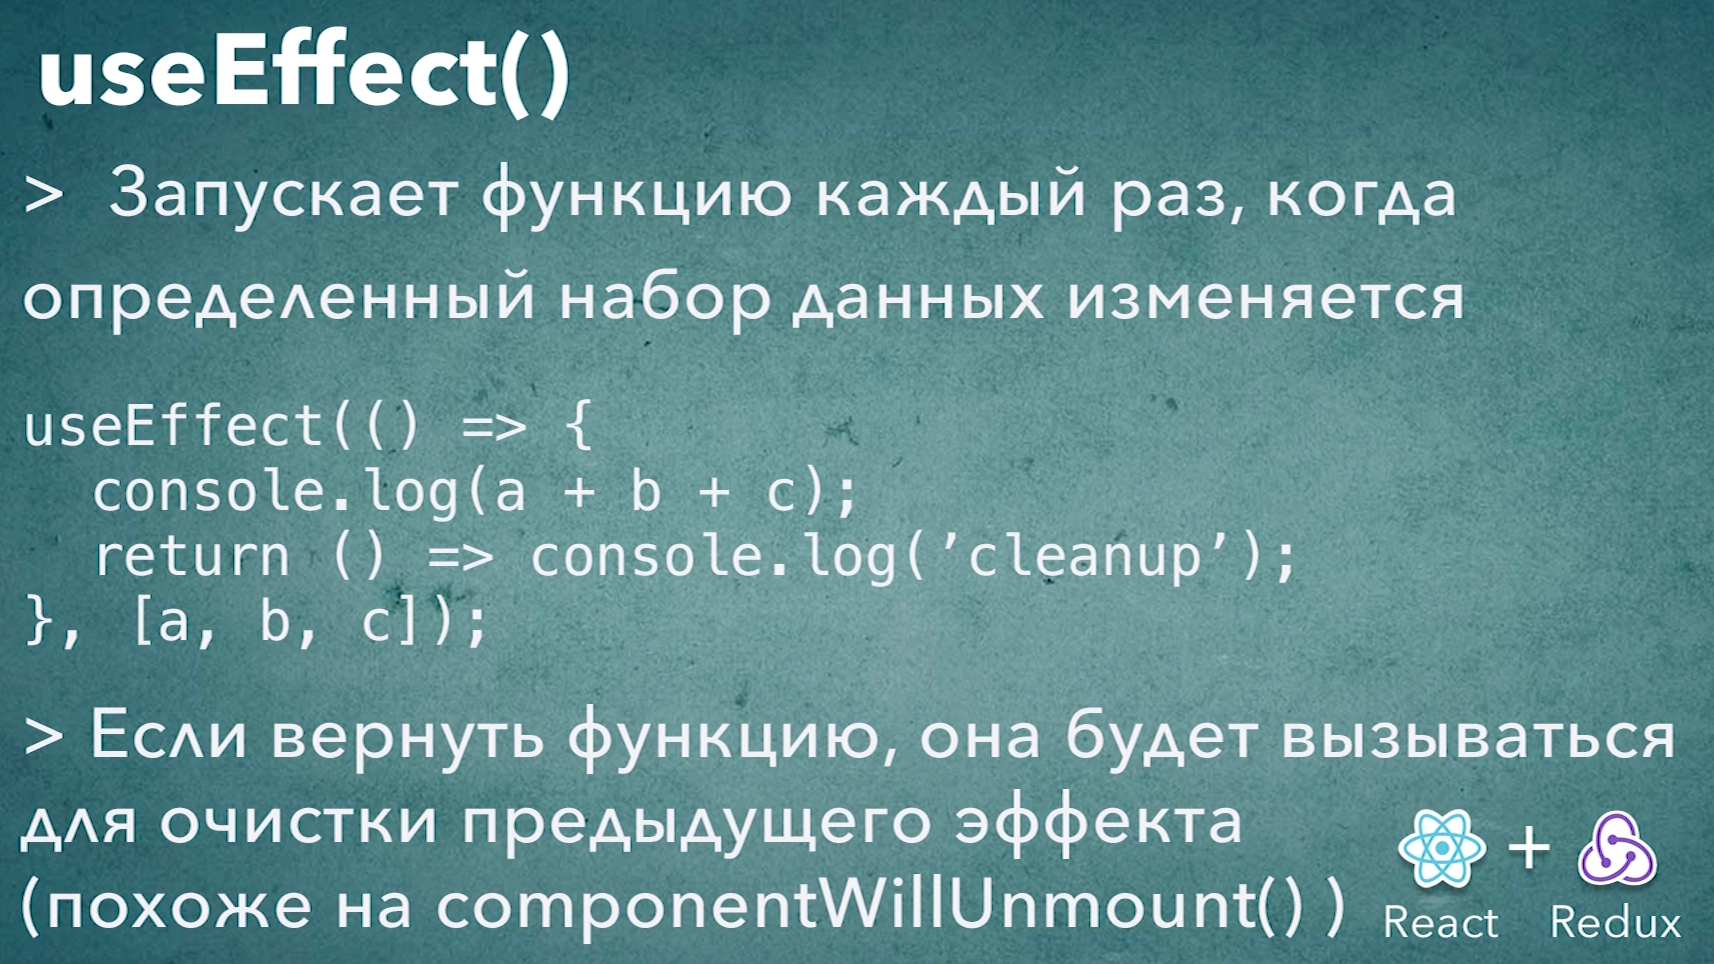 useEffect()
> Запускает функцию каждый раз, когда
определенный набор данных изменяется
useEffect(() => {
  console.log(a + b + c);
  return () => console.log(’cleanup’);
}, [a, b, c]);
> Если вернуть функцию, она будет вызываться
для очистки предыдущего эффекта
(похоже на componentWillUnmount() )
+
React Redux